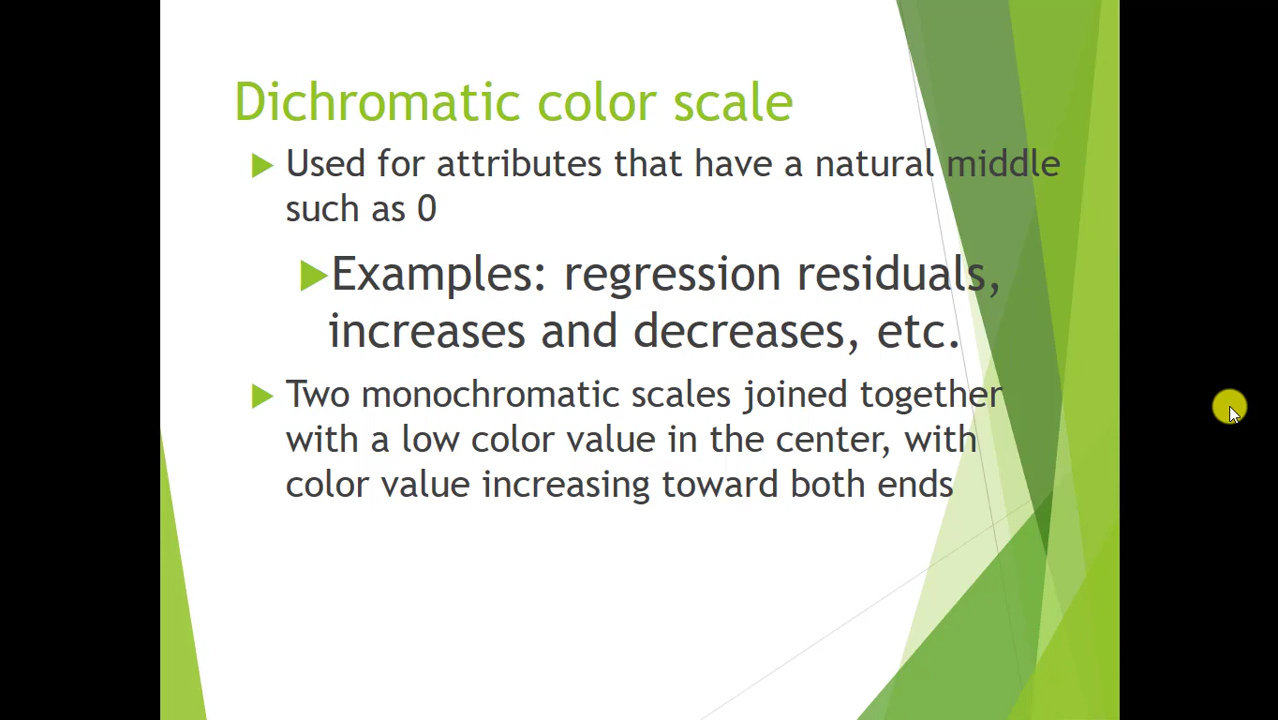 Dichromatic color scale
Used for attributes that have a natural middle
such as 0
Examples: regression residuals,
increases and decreases, etc.
Two monochromatic scales joined together
with a low color value in the center, with
color value increasing toward both ends